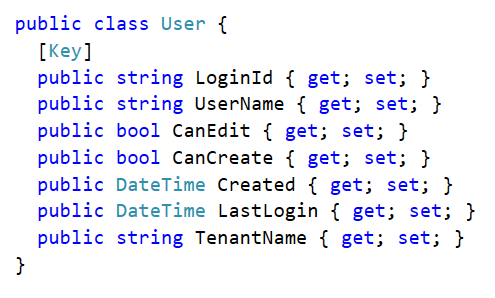 public class User {
[Key]
public string LoginId { get; set; }
public string UserName { get; set; }
public bool CanEdit { get; set; }
public bool CanCreate { get; set; }
public DateTime Created { get; set; }
public DateTime LastLogin { get; set; }
public string TenantName { get; set; }
}